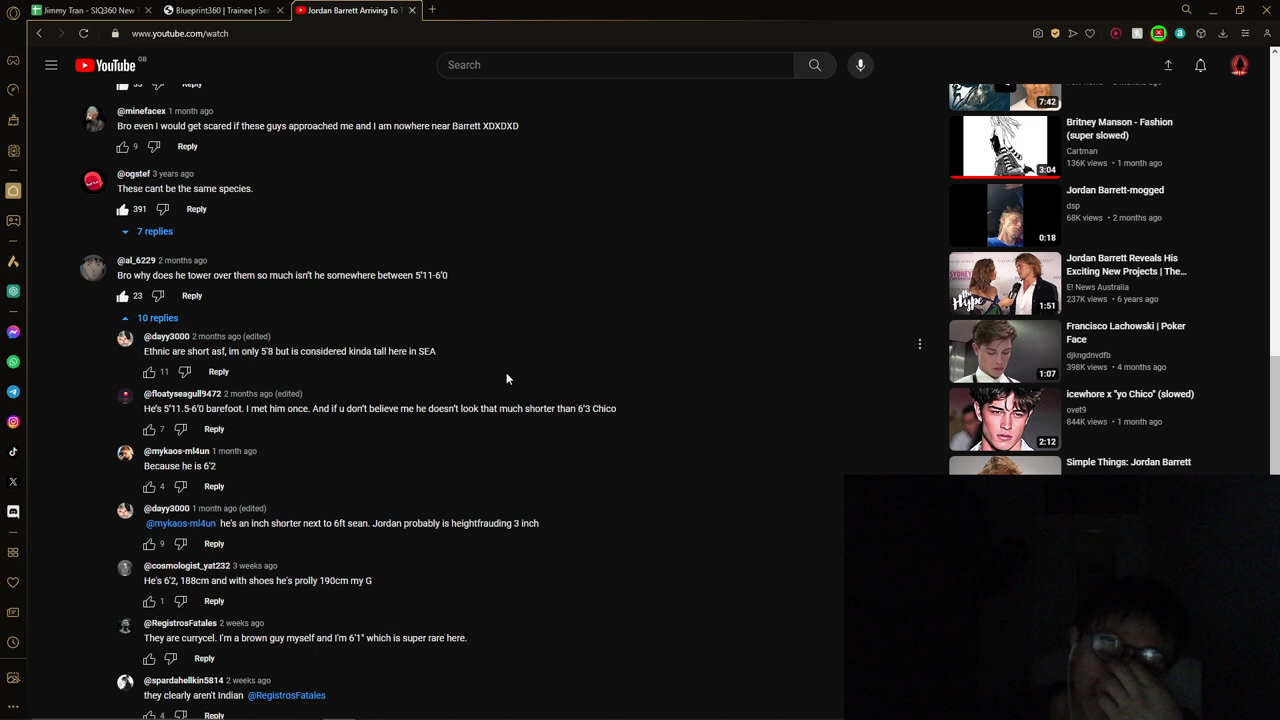 Jimmy Tran - SIQ360 New T
Blueprint360 | Trainee | Ser
Jordan Barrett Arriving To T
www.youtube.com/watch
YouTube GB
Search
Reply
@minefacex 1 month ago
Bro even I would get scared if these guys approached me and I am nowhere near Barrett XDXDXD
9 Reply
@ogstef 3 years ago
These cant be the same species.
391 Reply
7 replies
@al_6229 2 months ago
Bro why does he tower over them so much isn't he somewhere between 5'11-6'0
23 Reply
10 replies
@dayy3000 2 months ago (edited)
Ethnic are short asf, im only 5'8 but is considered kinda tall here in SEA
11 Reply
@floatyseagull9472 2 months ago (edited)
He's 5'11.5-6'0 barefoot. I met him once. And if u don't believe me he doesn't look that much shorter than 6'3 Chico
7 Reply
@mykaos-ml4un 1 month ago
Because he is 6'2
4 Reply
@dayy3000 1 month ago (edited)
@mykaos-ml4un he's an inch shorter next to 6ft sean. Jordan probably is heightfrauding 3 inch
9 Reply
@cosmologist_yat232 3 weeks ago
He's 6'2, 188cm and with shoes he's prolly 190cm my G
1 Reply
@RegistrosFatales 2 weeks ago
They are currycel. I'm a brown guy myself and I'm 6'1" which is super rare here.
Reply
@spardahellkin5814 2 weeks ago
they clearly aren't Indian @RegistrosFatales
4 Reply
7:42
Britney Manson - Fashion
(super slowed)
Cartman
136K views • 1 month ago
3:04
Jordan Barrett-mogged
dsp
68K views • 2 months ago
0:18
Jordan Barrett Reveals His
Exciting New Projects | The...
E! News Australia
237K views • 6 years ago
the Hype
1:51
Francisco Lachowski | Poker
Face
djkngdnvdfb
398K views • 4 months ago
1:07
icewhore x "yo Chico" (slowed)
ovet9
844K views • 1 month ago
2:12
Simple Things: Jordan Barrett